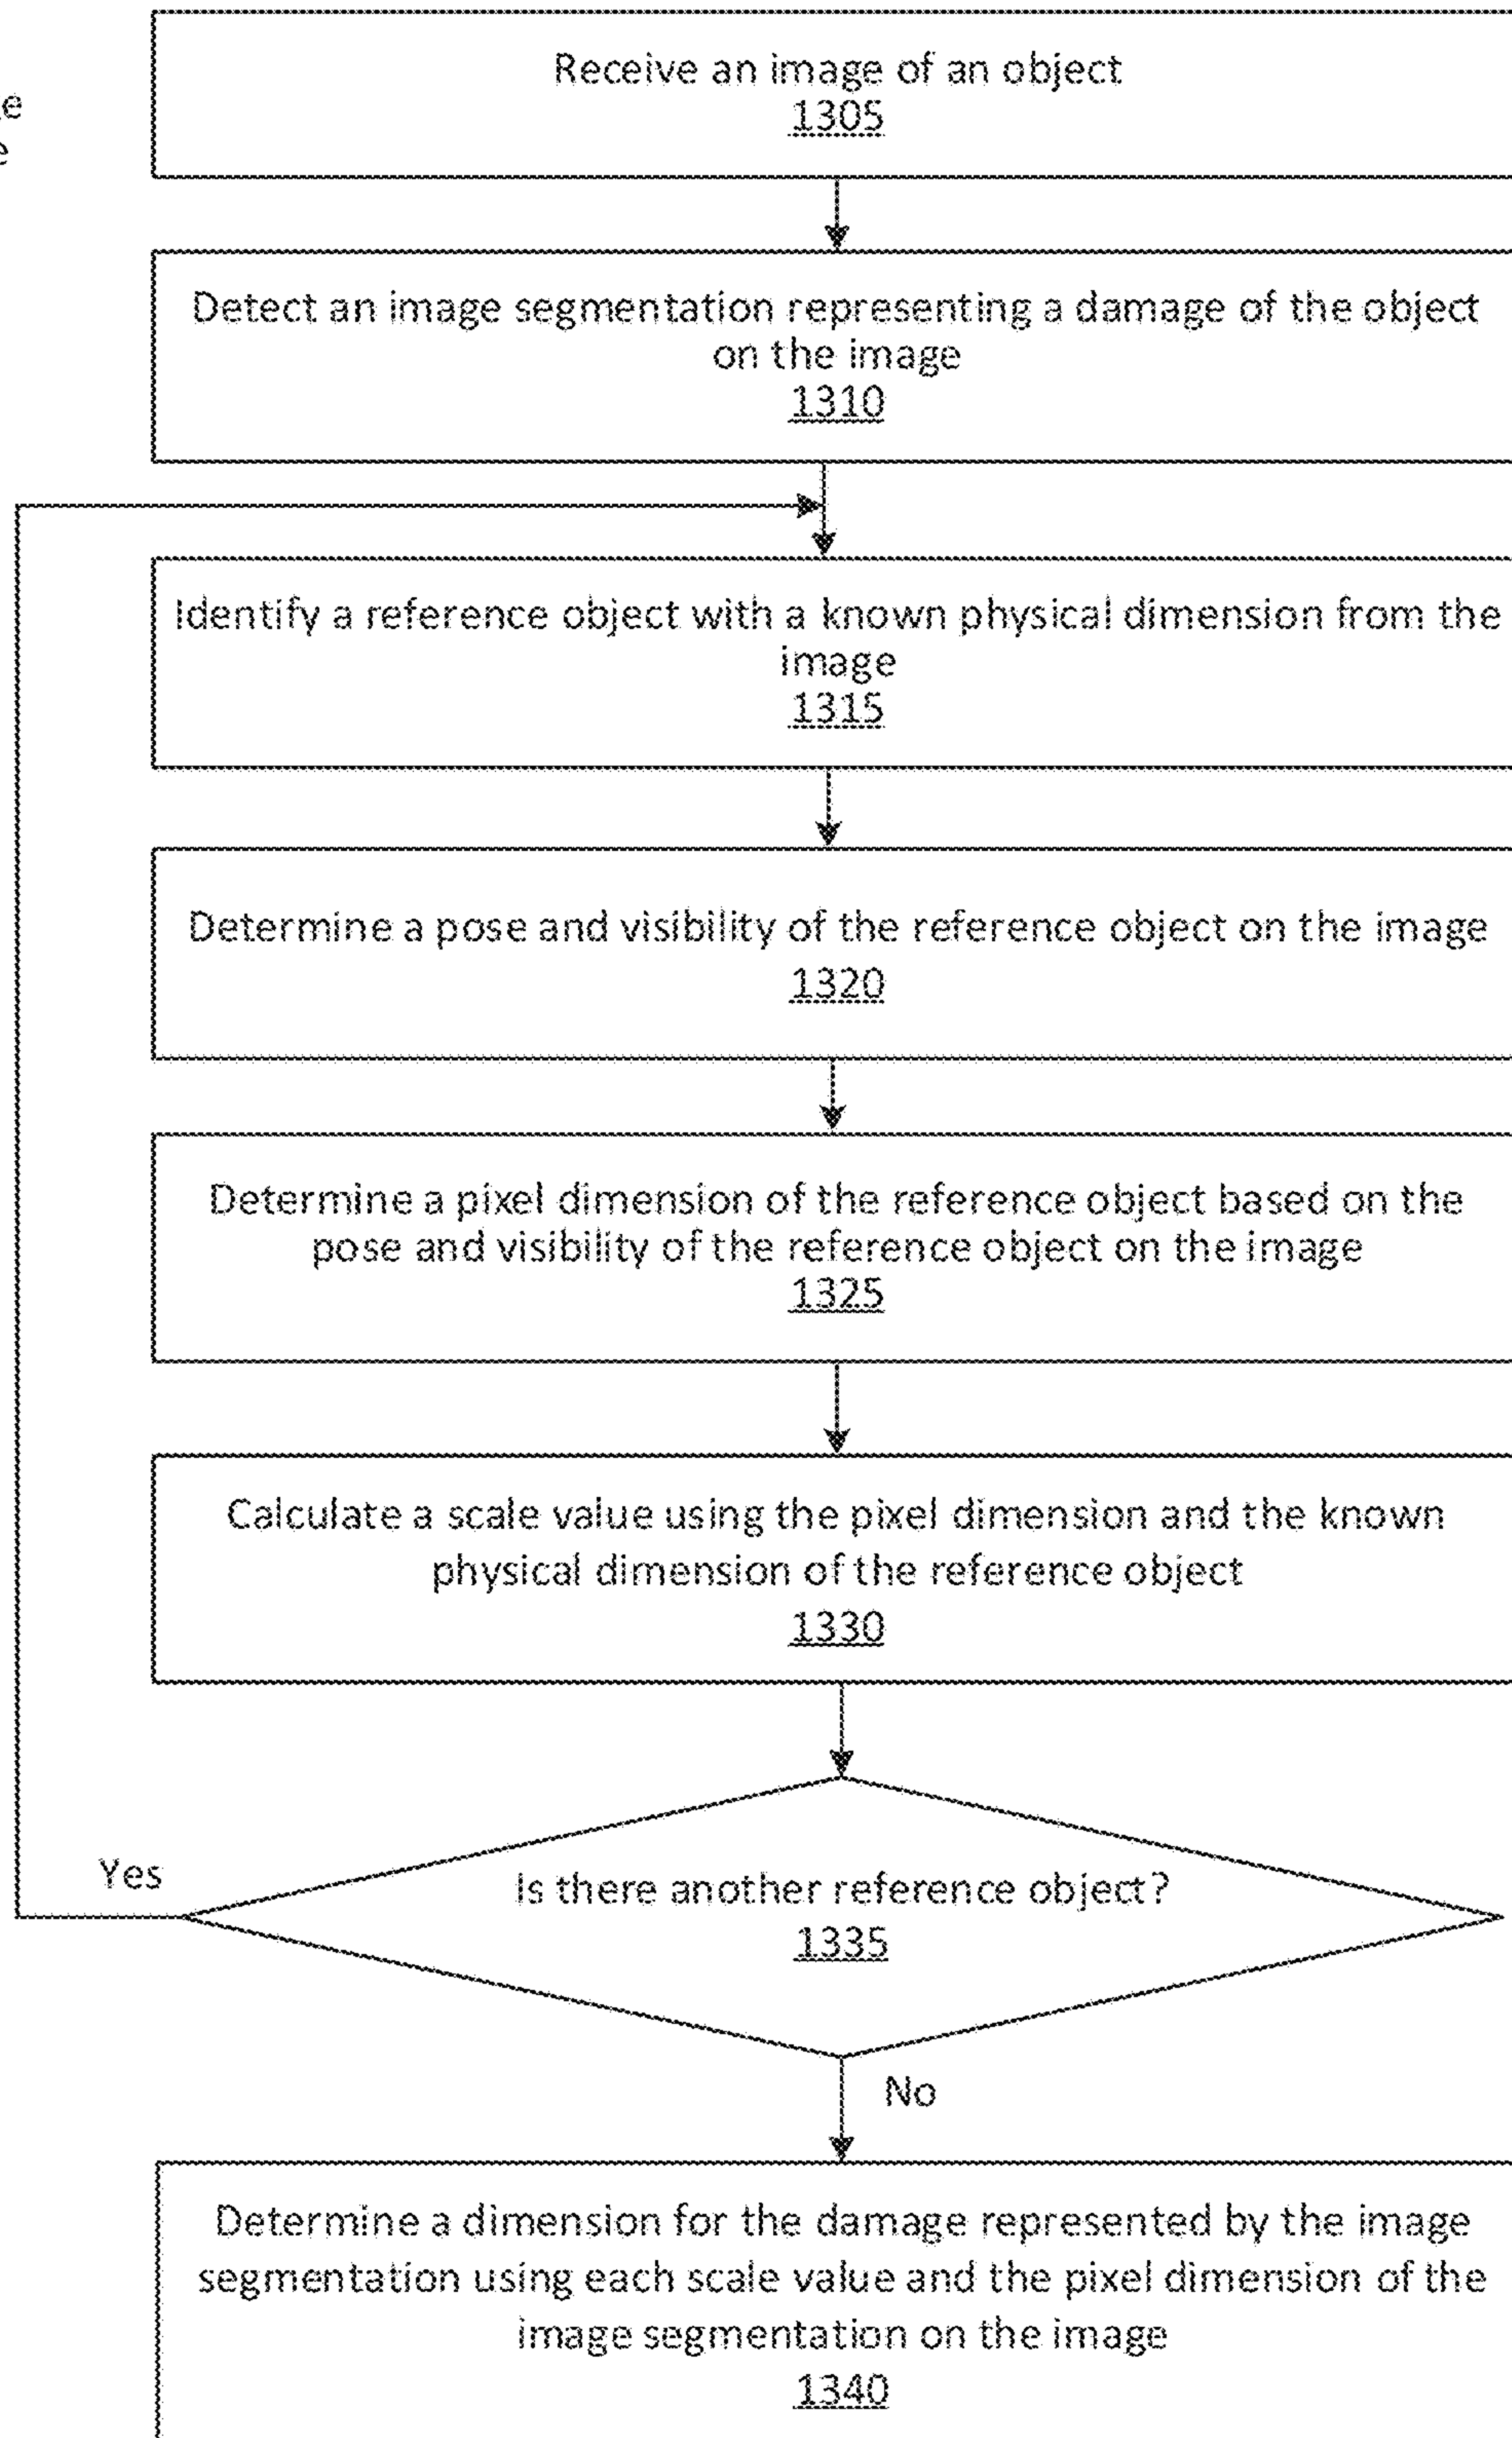 Receive an image of an object
1305
Detect an image segmentation representing a damage of the object
on the image
1310
Identify a reference object with a known physical dimension from the
image
1315
Determine a pose and visibility of the reference object on the image
1320
Determine a pixel dimension of the reference object based on the
pose and visibility of the reference object on the image
1325
Calculate a scale value using the pixel dimension and the known
physical dimension of the reference object
1330
Yes
Is there another reference object?
1335
No
Determine a dimension for the damage represented by the image
segmentation using each scale value and the pixel dimension of the
image segmentation on the image
1340